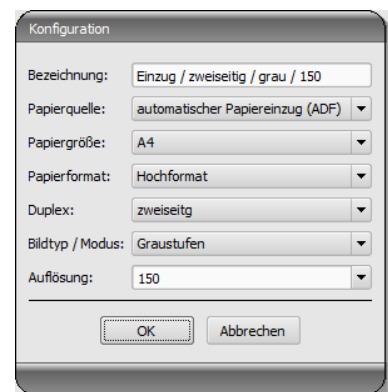 Konfiguration
Bezeichnung: Einzug / zweiseitig / grau / 150
Papierquelle: automatischer Papiereinzug (ADF)
Papiergröße: A4
Papierformat: Hochformat
Duplex: zweiseitg
Bildtyp / Modus: Graustufen
Auflösung: 150
OK Abbrechen